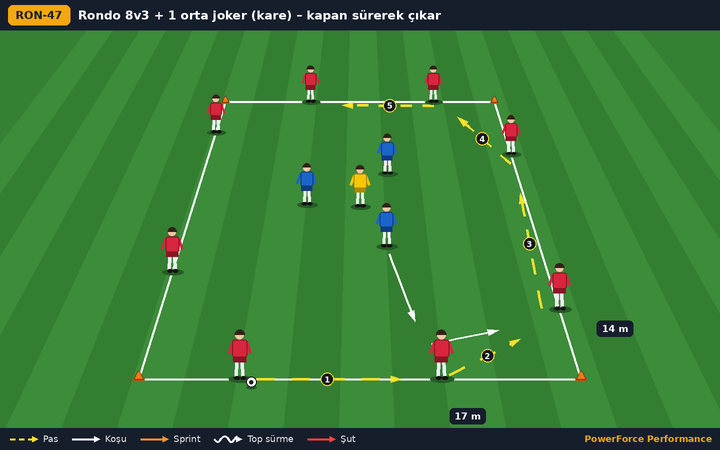 RON-47 Rondo 8v3 + 1 orta joker (kare) – kapan sürerek çıkar
5
4
3
14 m
2
1
17 m
Pas Koşu Sprint Top sürme Şut PowerForce Performance